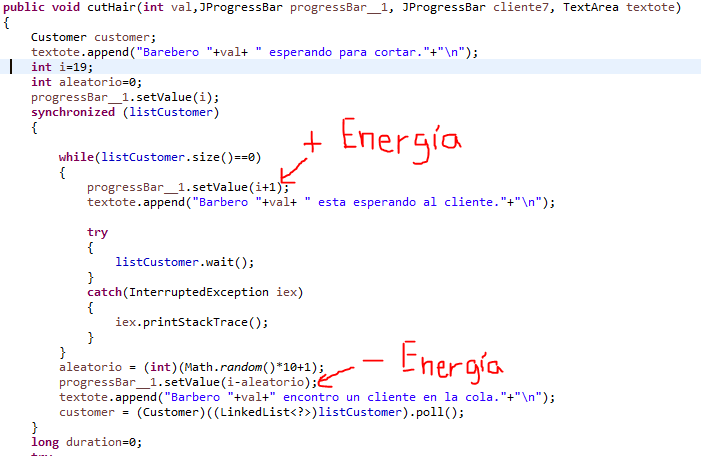 public void cutHair(int val,JProgressBar progressBar__1, JProgressBar cliente7, TextArea textote)
{
Customer customer;
textote.append("Barebero "+val+ " esperando para cortar."+"\n");
int i=19;
int aleatorio=0;
progressBar__1.setValue(i);
synchronized (listCustomer)
{
+ Energía
while(listCustomer.size()==0)
{
progressBar__1.setValue(i+1);
textote.append("Barbero "+val+ " esta esperando al cliente."+"\n");
try
{
listCustomer.wait();
}
catch(InterruptedException iex)
{
iex.printStackTrace();
}
}
aleatorio = (int)(Math.random()*10+1);
- Energía
progressBar__1.setValue(i-aleatorio);
textote.append("Barbero "+val+" encontro un cliente en la cola."+"\n");
customer = (Customer)((LinkedList<?>)listCustomer).poll();
}
long duration=0;
try